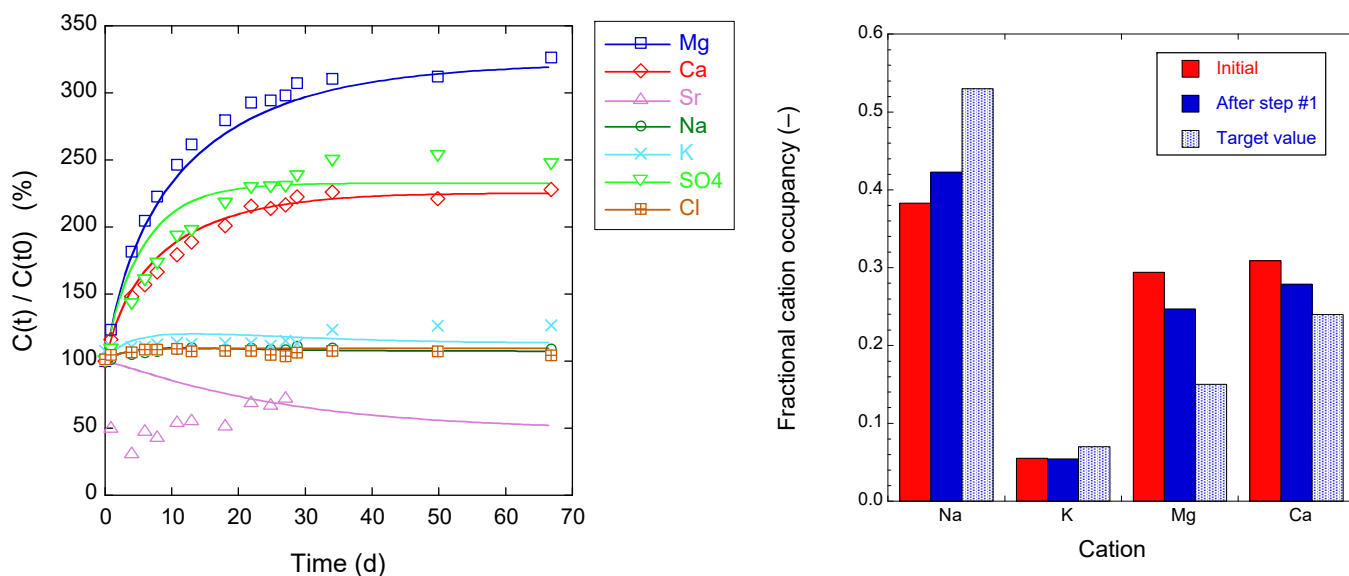 350
300
250
200
150
100
50
0
0 10 20 30 40 50 60 70
C(t) / C(t0) (%)
Time (d)
Mg
Ca
Sr
Na
K
SO4
Cl
0.6
0.5
0.4
0.3
0.2
0.1
0.0
Fractional cation occupancy (–)
Na K Mg Ca
Cation
Initial
After step #1
Target value